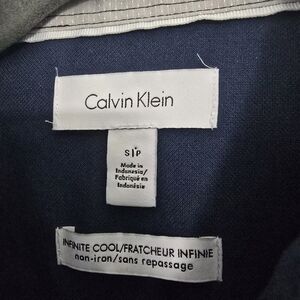 Calvin Klein
S|P
Made in
Indonesia/
Fabriqué en
Indonésie
INFINITE COOL/FRAICHEUR INFINIE
non-iron/sans repassage